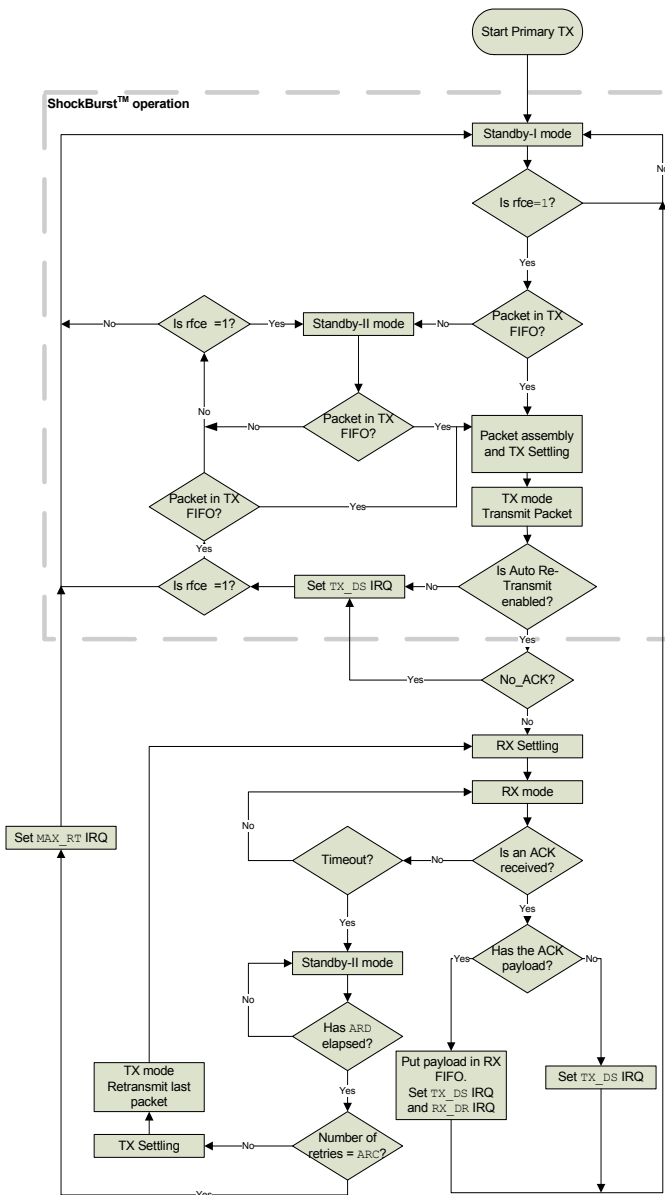 Start Primary TX
ShockBurst™ operation
Standby-I mode
No
Is rfce=1?
Yes
Is rfce =1?
No
Yes
Standby-II mode
No
Packet in TX
FIFO?
Yes
No
Packet in TX
FIFO?
No
Yes
Packet assembly
and TX Settling
Packet in TX
FIFO?
Yes
TX mode
Transmit Packet
Yes
Is rfce =1?
Set TX_DS IRQ
No
Is Auto Re-
Transmit
enabled?
Yes
Yes
No_ACK?
No
RX Settling
RX mode
Set MAX_RT IRQ
No
Timeout?
No
Is an ACK
received?
Yes
Yes
Standby-II mode
Yes
Has the ACK
payload?
No
No
Has ARD
elapsed?
TX mode
Retransmit last
packet
Put payload in RX
FIFO.
Set TX_DS IRQ
and RX_DR IRQ
Set TX_DS IRQ
Yes
TX Settling
No
Number of
retries = ARC?
Yes